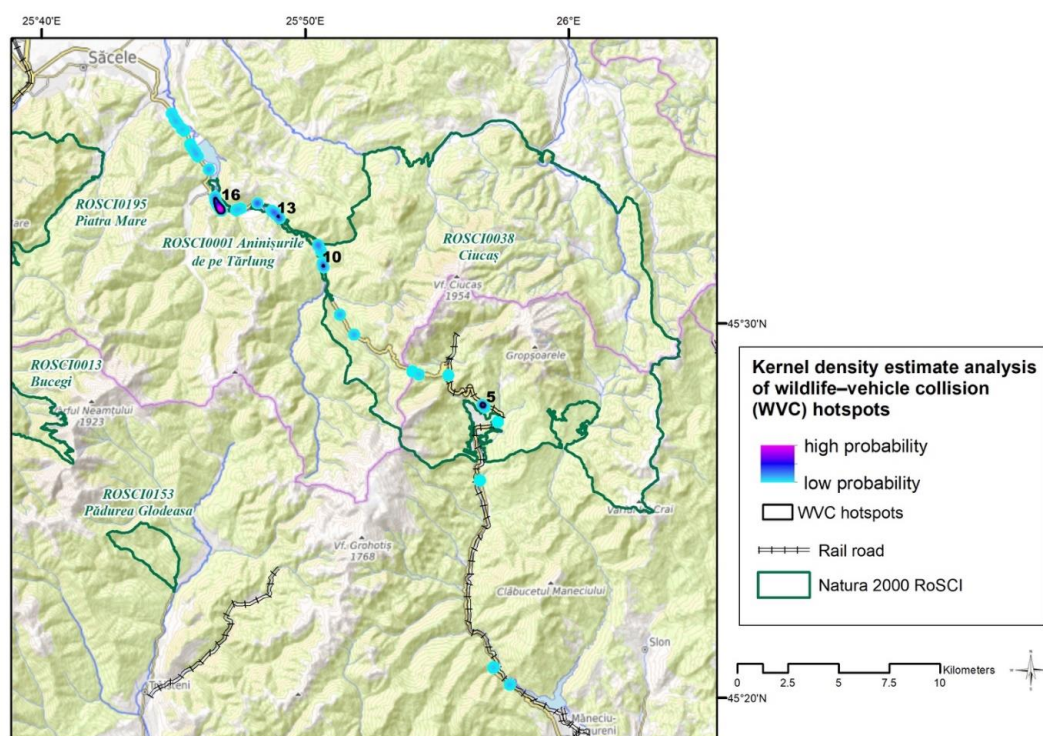 25°40'E
25°50'E
26°E
Săcele
ROSCI0195
Piatra Mare
16
13
ROSCI0001 Aninișurile
de pe Tărlung
ROSCI0038
Ciucaș
10
Vf. Ciucaș
1954
45°30'N
Gropșoarele
ROSCI0013
Bucegi
Vârful Neamțului
1923
5
ROSCI0153
Pădurea Glodeasa
Vf. Grohotiș
1768
Clăbucetul Maneciului
Slon
Măneciu-
Ungureni
45°20'N
Kernel density estimate analysis
of wildlife–vehicle collision
(WVC) hotspots
high probability
low probability
WVC hotspots
Rail road
Natura 2000 RoSCI
Kilometers
0 2.5 5 7.5 10